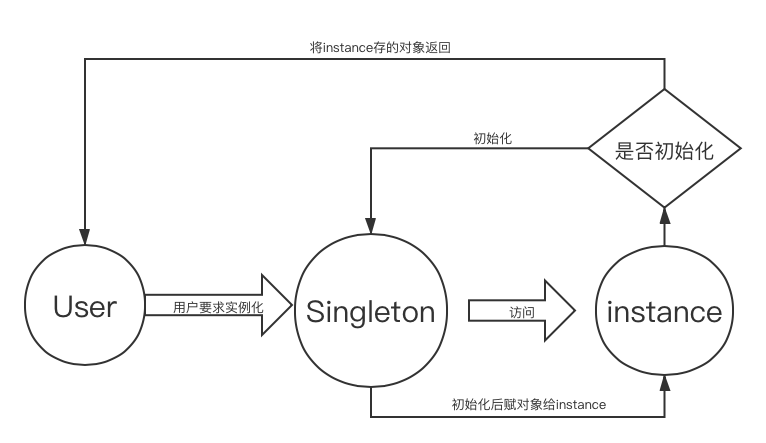 将instance存的对象返回
初始化
是否初始化
User
用户要求实例化
Singleton
访问
instance
初始化后赋对象给instance